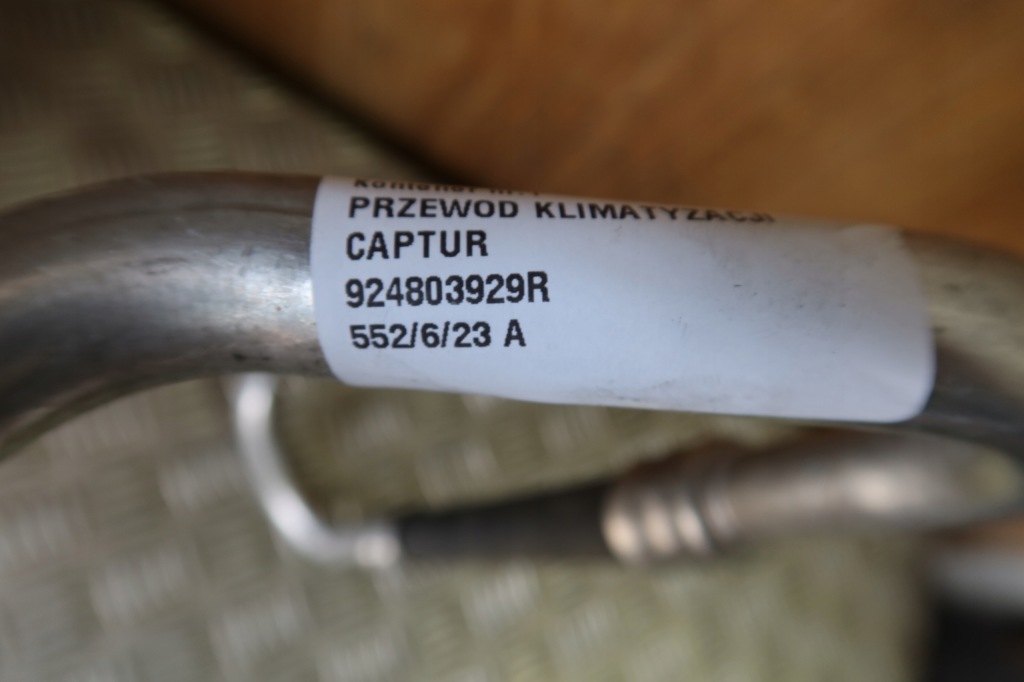 PRZEWOD KLIMATYZACJI
CAPTUR
924803929R
552/6/23 A